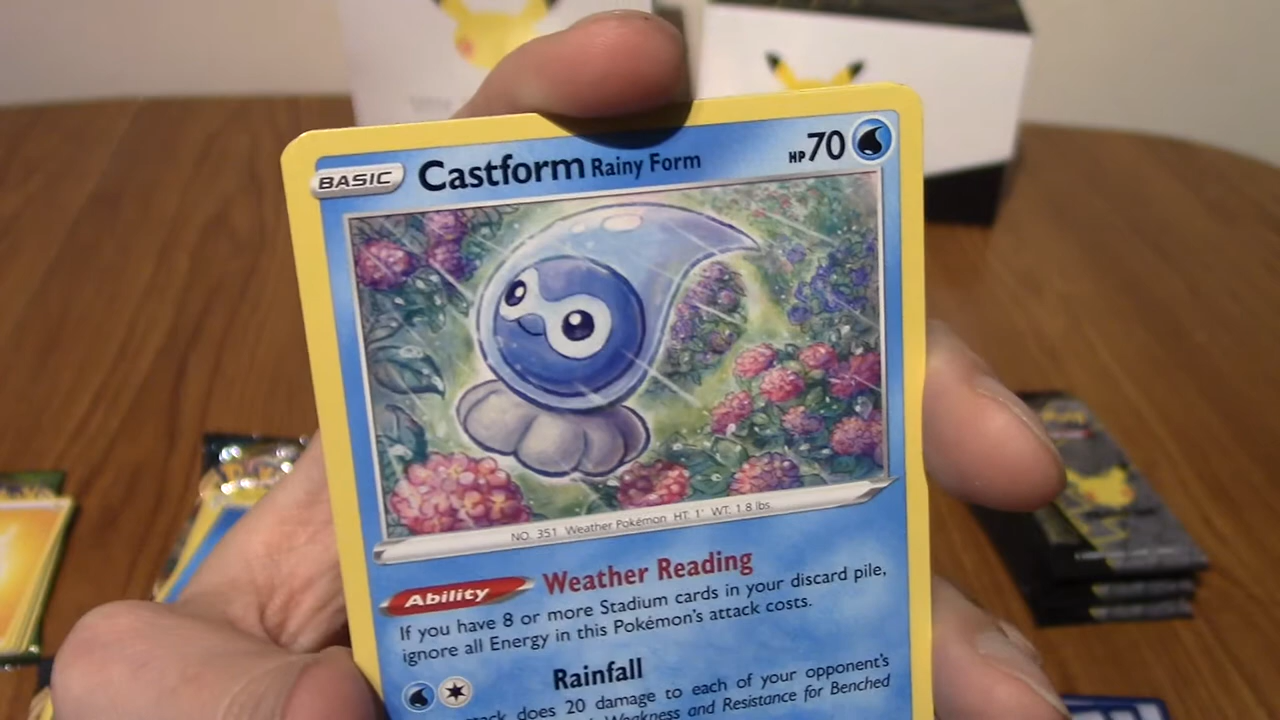 BASIC Castform Rainy Form HP 70
NO. 351 Weather Pokémon HT: 1' WT: 1.8 lbs.
Ability Weather Reading
If you have 8 or more Stadium cards in your discard pile,
ignore all Energy in this Pokémon's attack costs.
Rainfall
does 20 damage to each of your opponent's
Weakness and Resistance for Benched